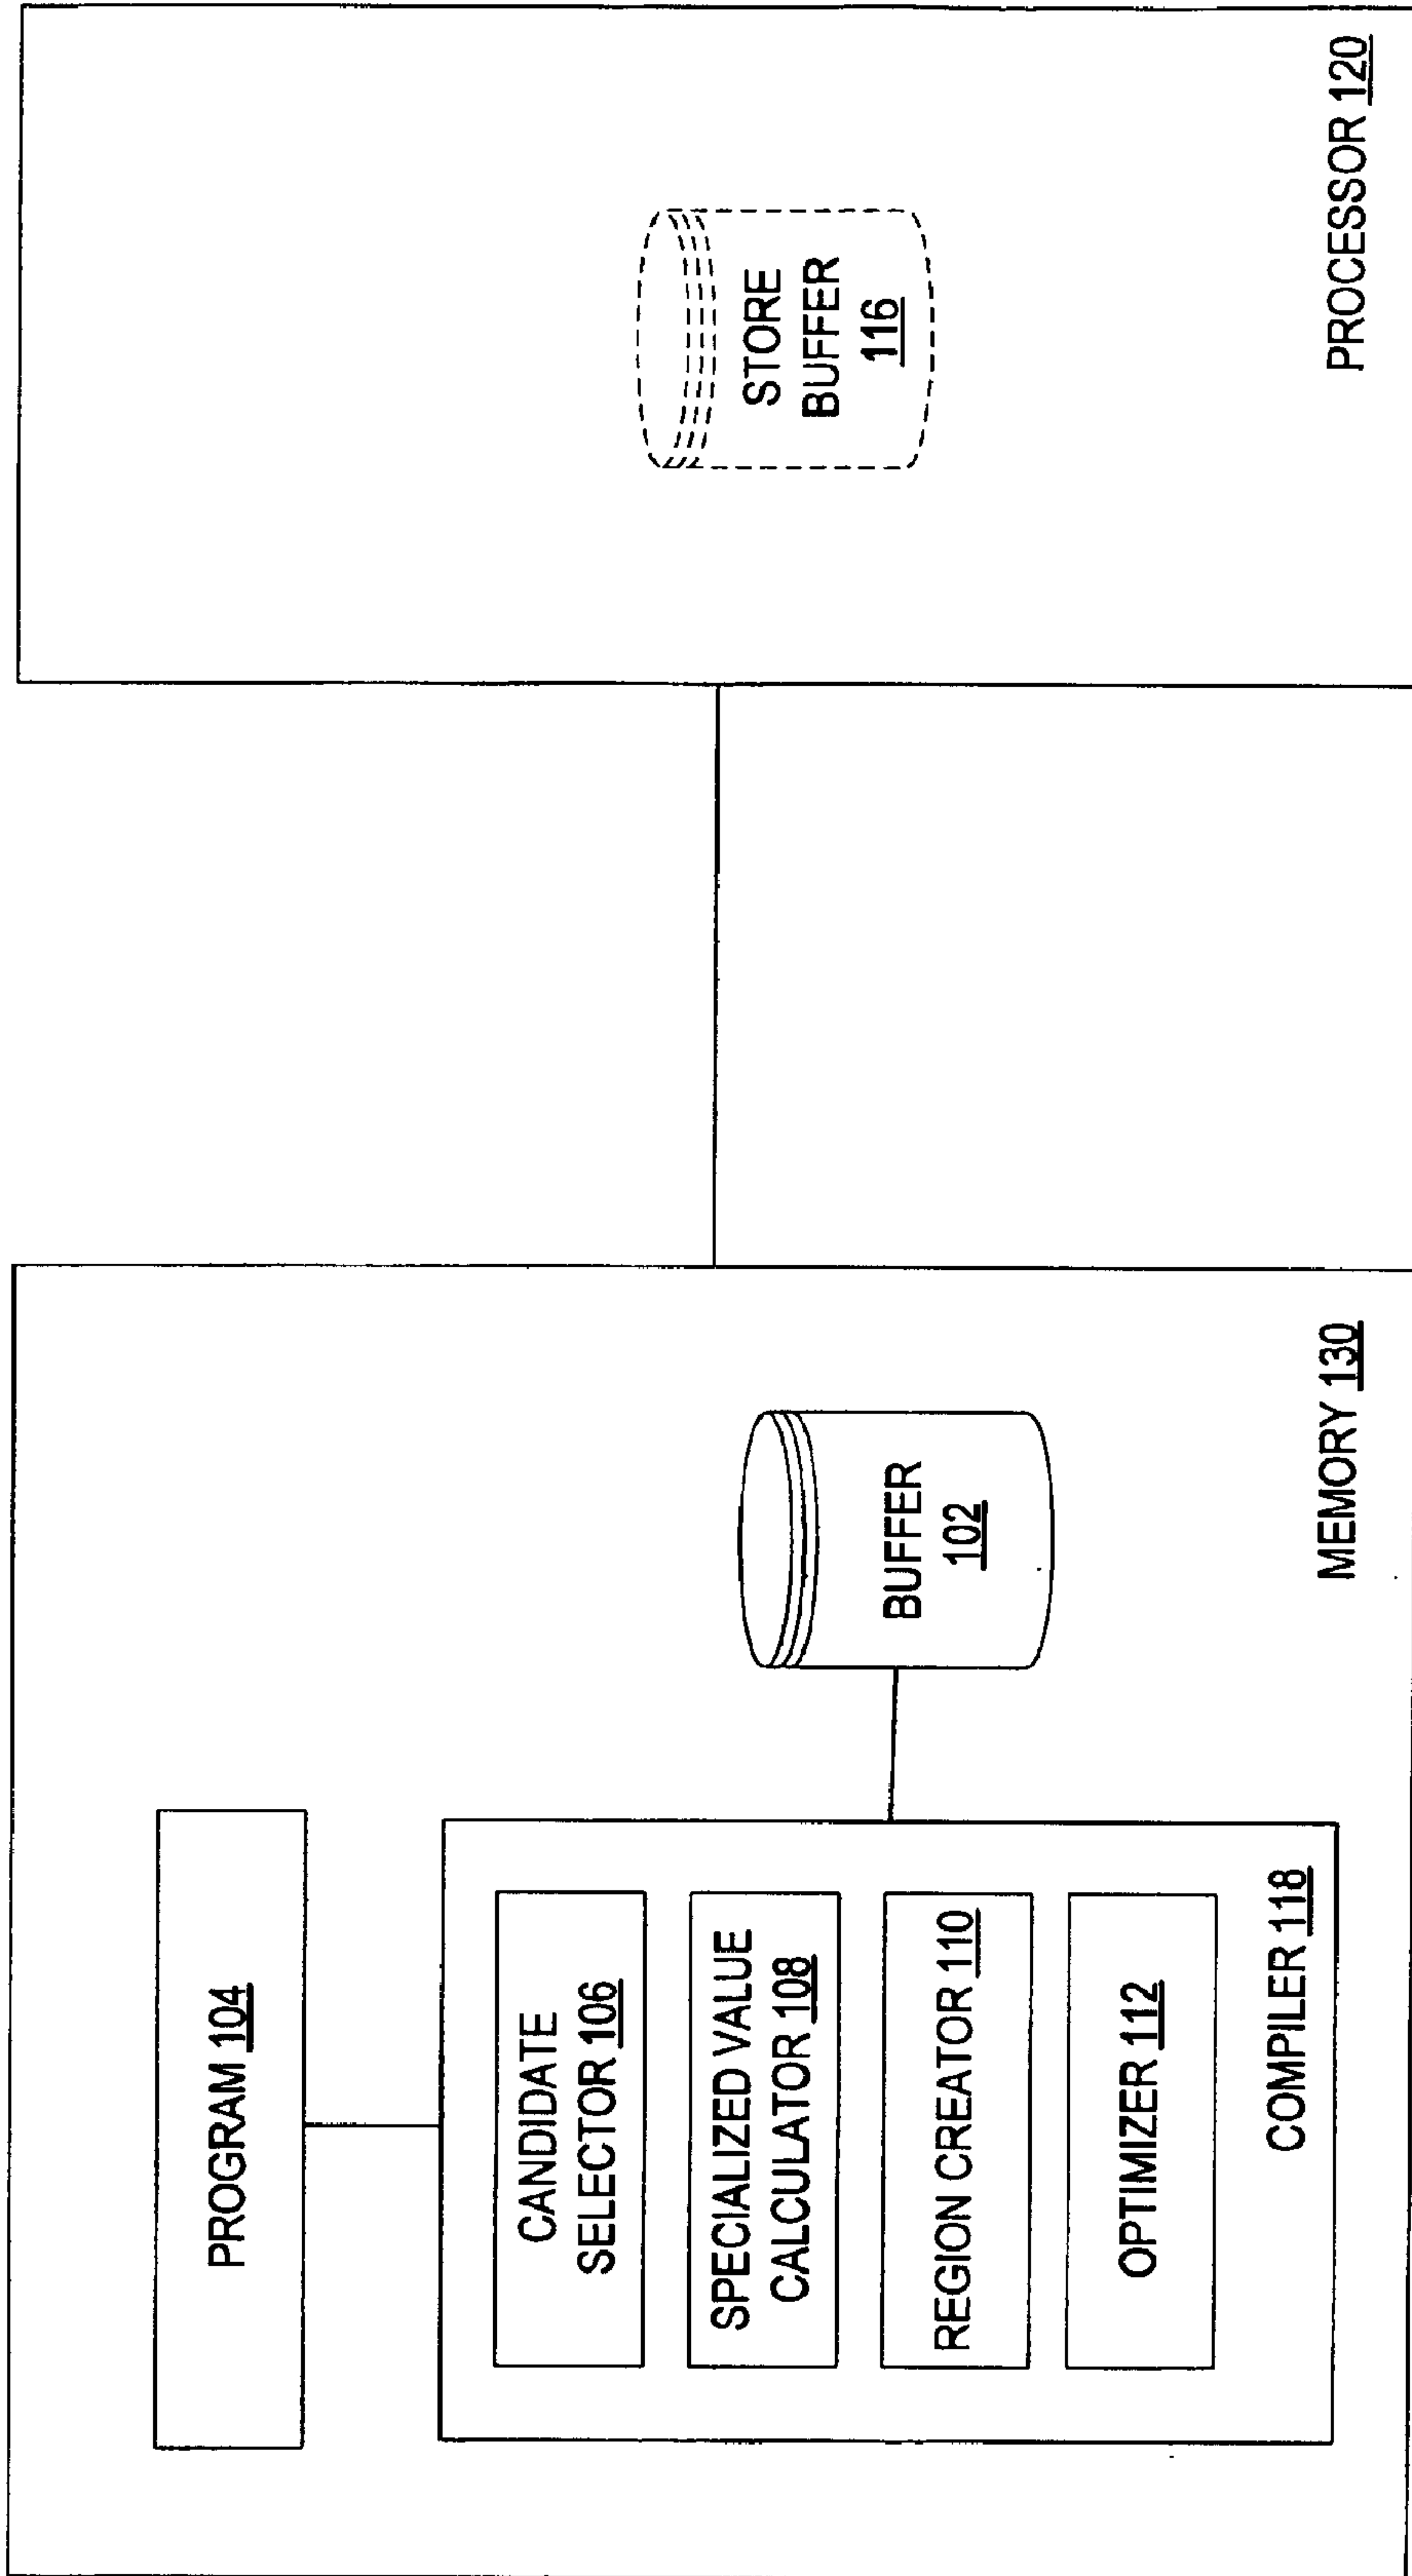 PROGRAM 104
CANDIDATE
SELECTOR 106
SPECIALIZED VALUE
CALCULATOR 108
REGION CREATOR 110
OPTIMIZER 112
COMPILER 118
BUFFER
102
MEMORY 130
STORE
BUFFER
116
PROCESSOR 120